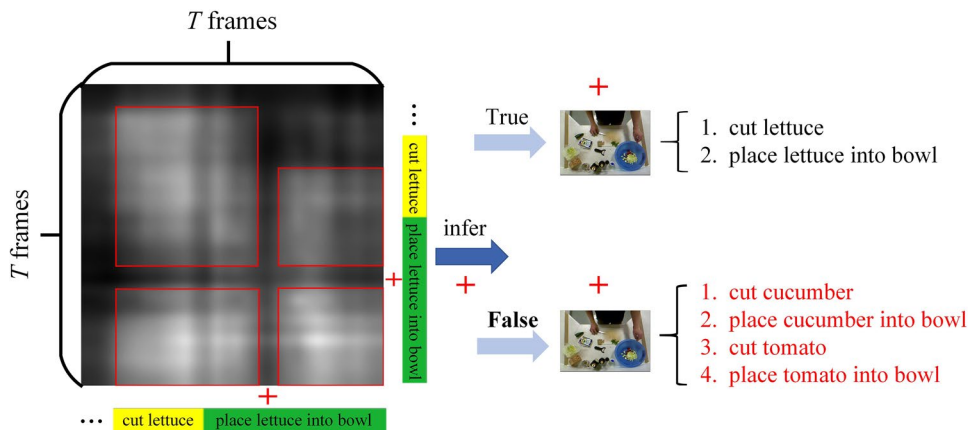 T frames
T frames
...
cut lettuce
place lettuce into bowl
... cut lettuce place lettuce into bowl
infer
True
1. cut lettuce
2. place lettuce into bowl
False
1. cut cucumber
2. place cucumber into bowl
3. cut tomato
4. place tomato into bowl